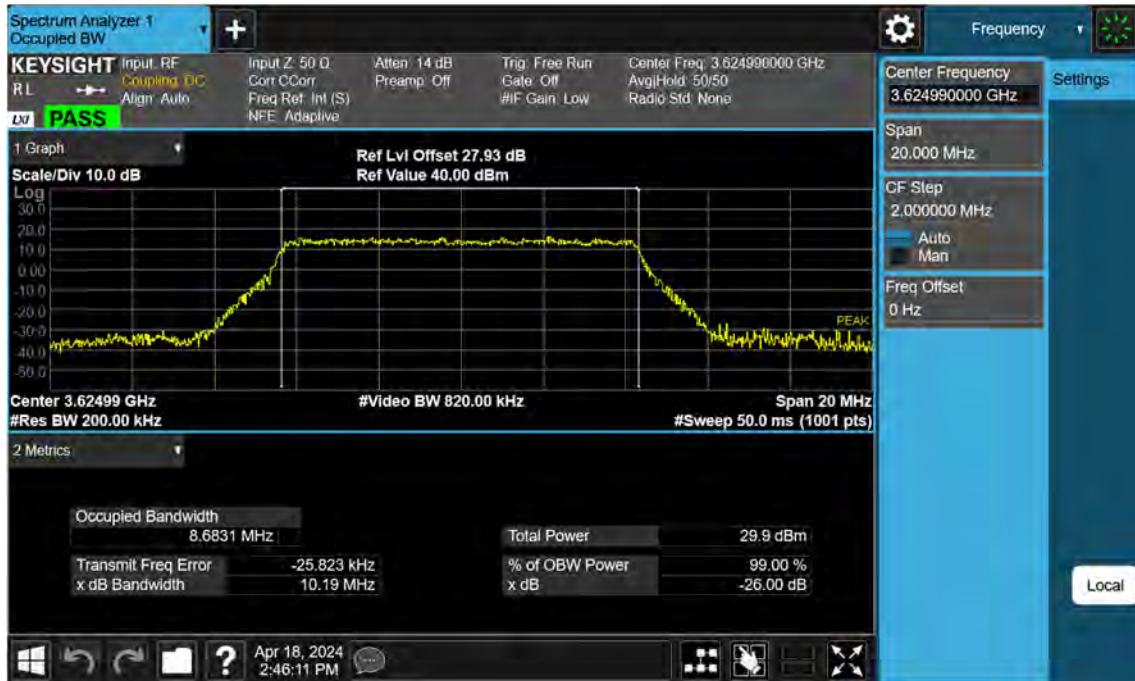 Spectrum Analyzer 1
Occupied BW
Frequency
KEYSIGHT
RL
LXI PASS
Input: RF
Coupling: DC
Align: Auto
Input Z: 50 Ω
Corr CCorr
Freq Ref: Int (S)
NFE: Adaptive
Atten: 14 dB
Preamp: Off
Trig: Free Run
Gate: Off
#IF Gain: Low
Center Freq: 3.624990000 GHz
Avg|Hold: 50/50
Radio Std: None
Center Frequency
3.624990000 GHz
Settings
Span
20.000 MHz
CF Step
2.000000 MHz
Auto
Man
Freq Offset
0 Hz
1 Graph
Scale/Div 10.0 dB
Ref Lvl Offset 27.93 dB
Ref Value 40.00 dBm
Log
30.0
20.0
10.0
0.00
-10.0
-20.0
-30.0
-40.0
-50.0
PEAK
Center 3.62499 GHz
#Video BW 820.00 kHz
Span 20 MHz
#Res BW 200.00 kHz
#Sweep 50.0 ms (1001 pts)
2 Metrics
Occupied Bandwidth
8.6831 MHz
Total Power 29.9 dBm
Transmit Freq Error -25.823 kHz
% of OBW Power 99.00 %
x dB Bandwidth 10.19 MHz
x dB -26.00 dB
Local
?
Apr 18, 2024
2:46:11 PM